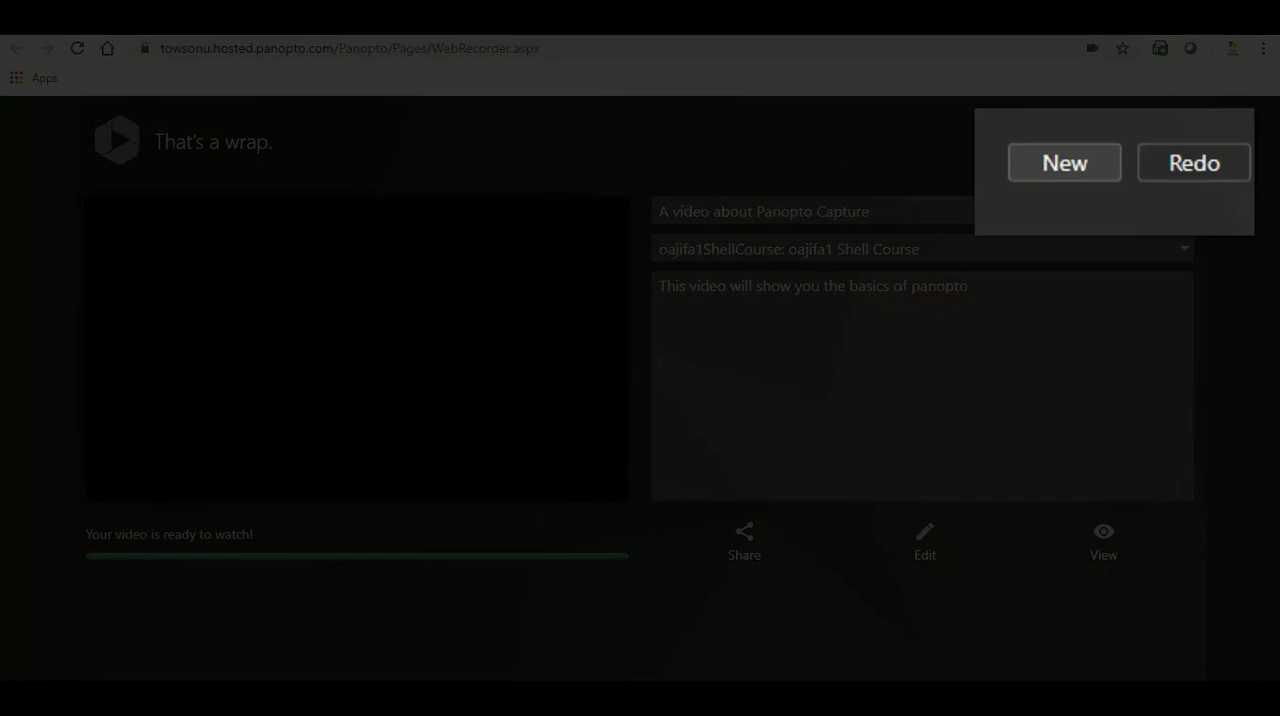 towsonu.hosted.panopto.com/Panopto/Pages/WebRecorder.aspx
Apps
That's a wrap.
New
Redo
A video about Panopto Capture
oajifa1ShellCourse: oajifa1 Shell Course
This video will show you the basics of panopto
Your video is ready to watch!
Share
Edit
View